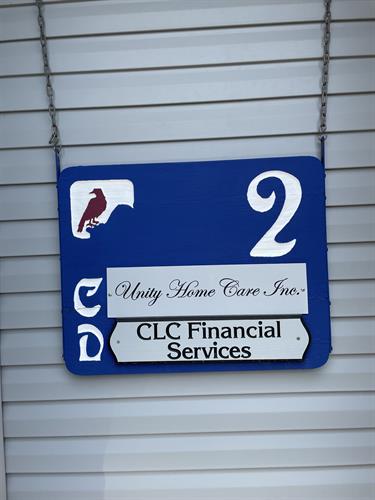 2
C Unity Home Care Inc.
D CLC Financial
Services